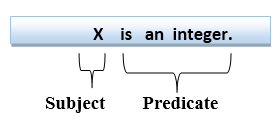 X is an integer.
Subject Predicate